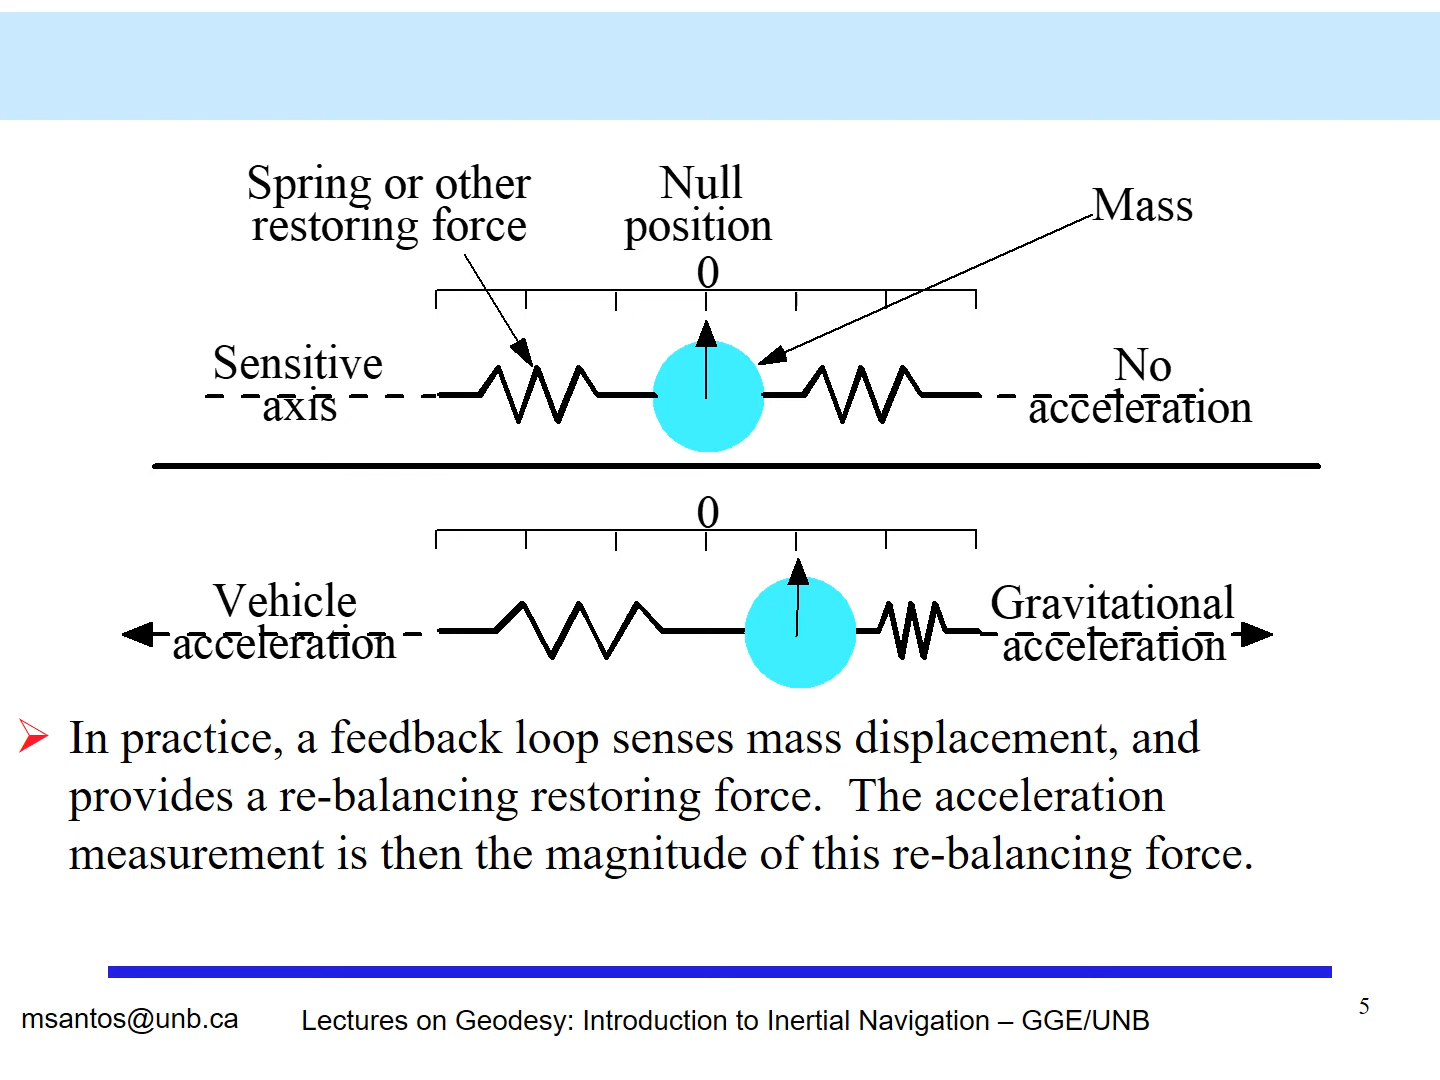 Spring or other
restoring force
Null
position
0
Mass
Sensitive
axis
No
acceleration
0
Vehicle
acceleration
Gravitational
acceleration
In practice, a feedback loop senses mass displacement, and
provides a re-balancing restoring force.  The acceleration
measurement is then the magnitude of this re-balancing force.
msantos@unb.ca
Lectures on Geodesy: Introduction to Inertial Navigation – GGE/UNB
5